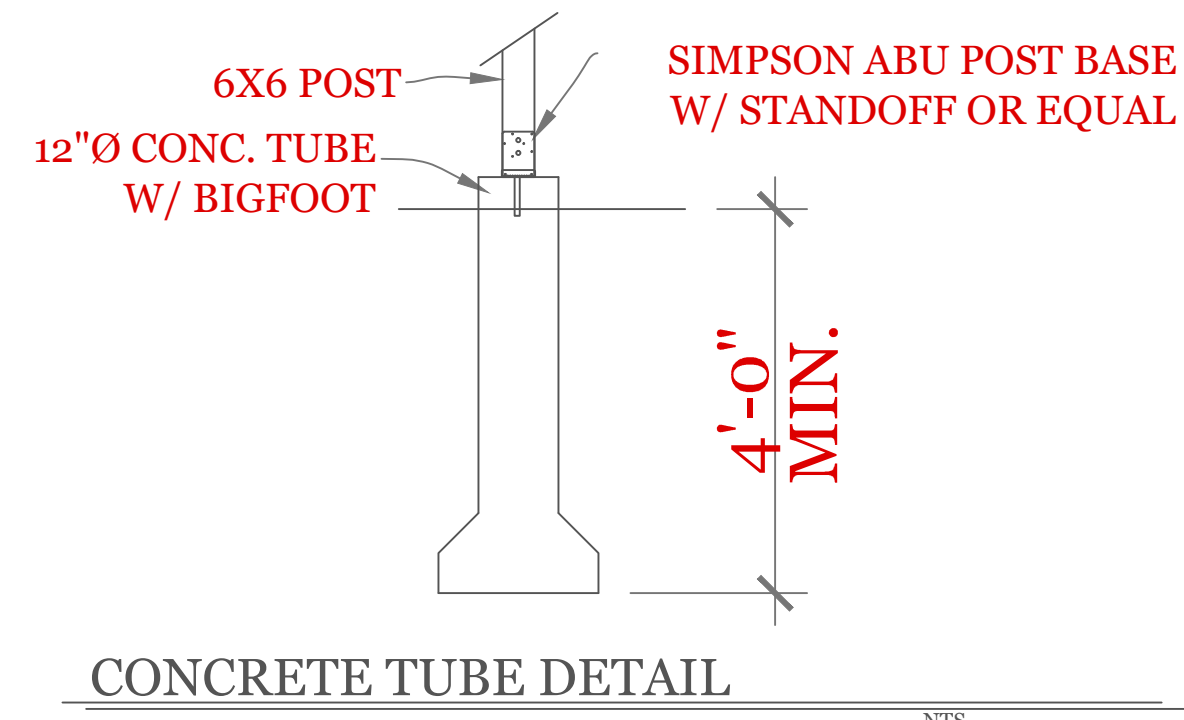 6X6 POST
12"Ø CONC. TUBE
W/ BIGFOOT
SIMPSON ABU POST BASE
W/ STANDOFF OR EQUAL
4'-0"
MIN.
CONCRETE TUBE DETAIL
NTS